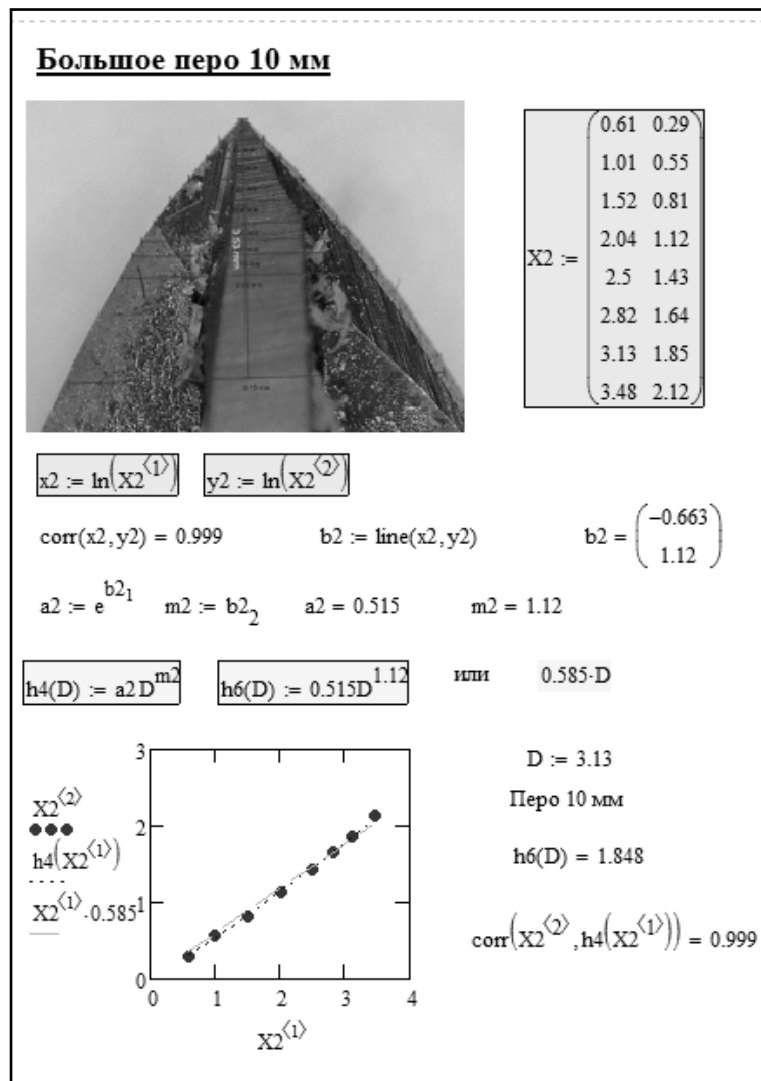 Большое перо 10 мм
X2 :=
0.61 0.29
1.01 0.55
1.52 0.81
2.04 1.12
2.5 1.43
2.82 1.64
3.13 1.85
3.48 2.12
x2 := ln(X2^⟨1⟩) y2 := ln(X2^⟨2⟩)
corr(x2,y2) = 0.999 b2 := line(x2,y2) b2 = (−0.663 1.12)
a2 := e^b2_1 m2 := b2_2 a2 = 0.515 m2 = 1.12
h4(D) := a2D^m2 h6(D) := 0.515D^1.12 или 0.585·D
X2^⟨2⟩
h4(X2^⟨1⟩)
X2^⟨1⟩·0.585
3
2
1
0
0 1 2 3 4
X2^⟨1⟩
D := 3.13
Перо 10 мм
h6(D) = 1.848
corr(X2^⟨2⟩,h4(X2^⟨1⟩)) = 0.999